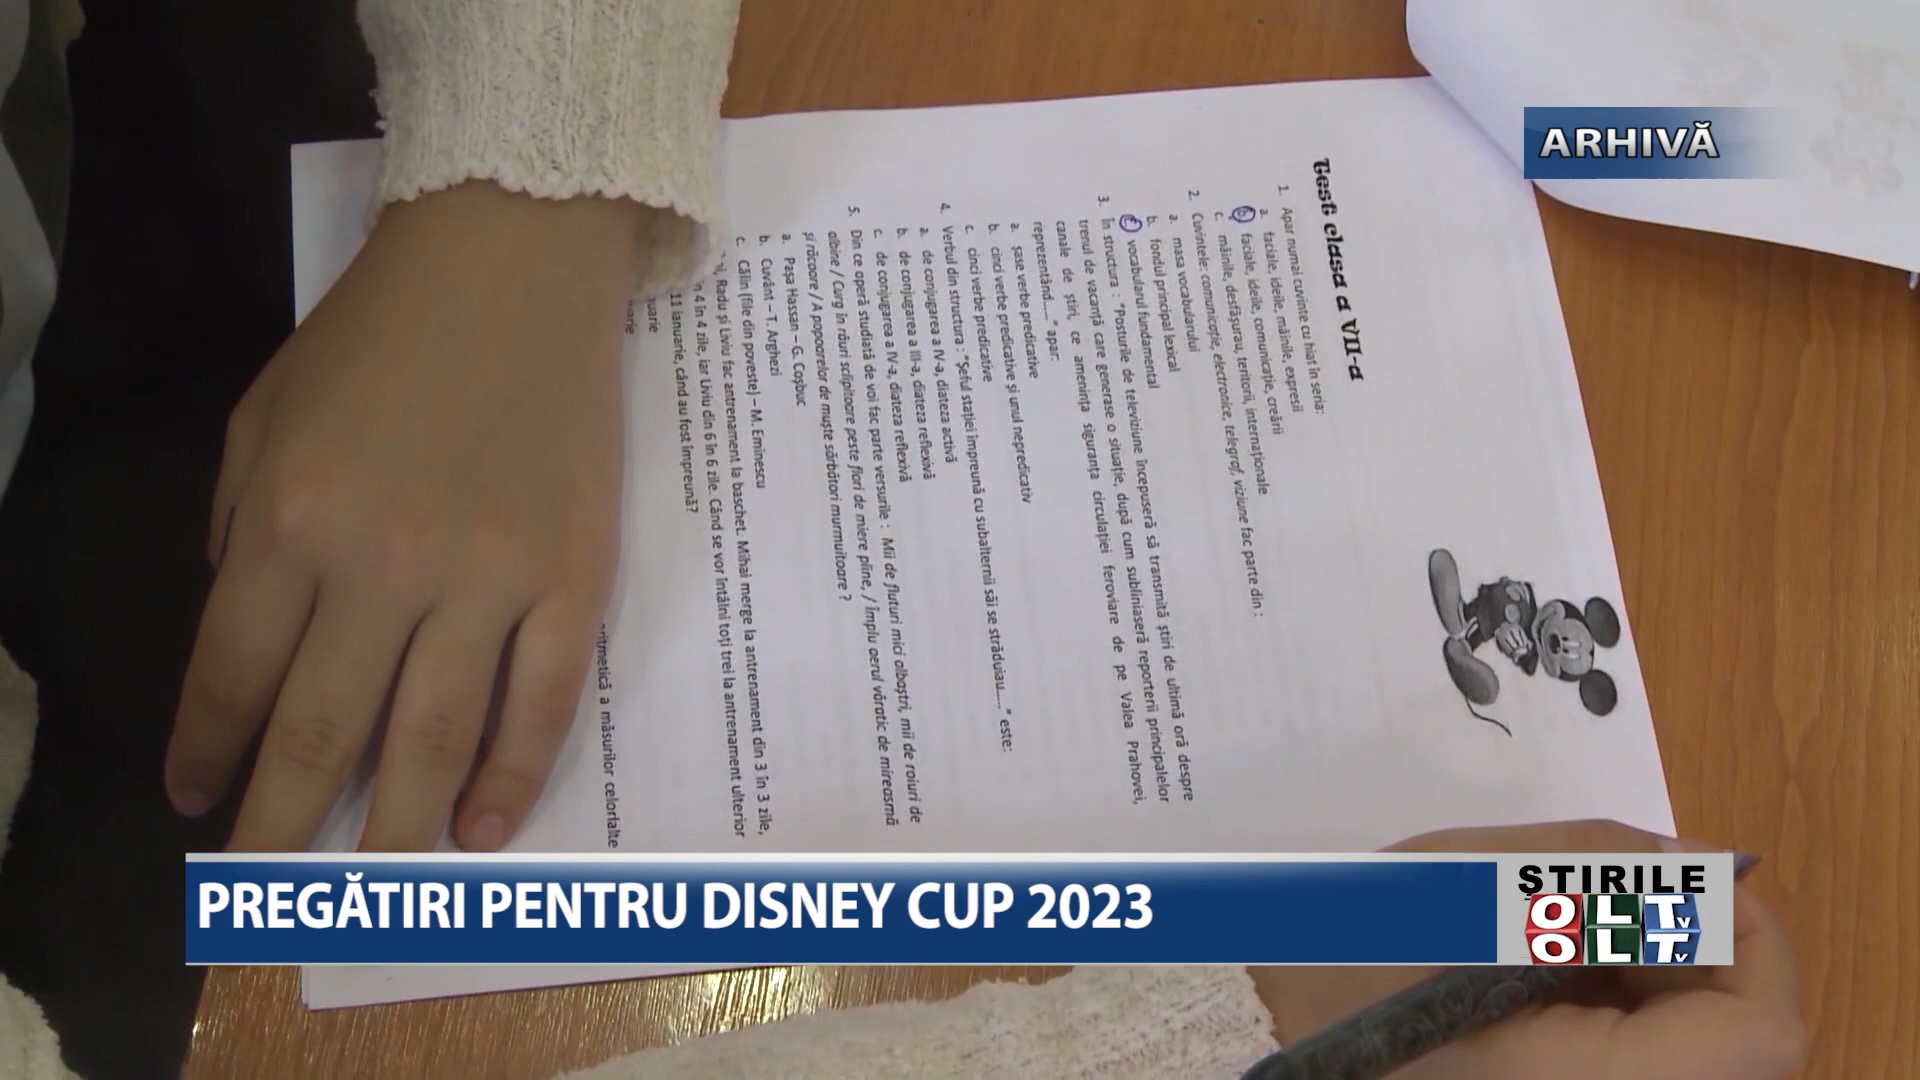 ARHIVĂ
Test clasa a VII-a
1. Apar numai cuvinte cu hiat în seria:
a. faciale, ideile, mâinile, expresii
b. faciale, ideile, comunicație, creării
c. mâinile, desfășurau, teritorii, internaționale
2. Cuvintele: comunicație, electronice, telegraf, viziune fac parte din :
a. masa vocabularului
b. fondul principal lexical
c. vocabularul fundamental
3. În structura : "Posturile de televiziune începuseră să transmită știri de ultimă oră despre
trenul de vacanță care generase o situație, după cum subliniaseră reporterii principalelor
canale de știri, ce amenința siguranța circulației feroviare de pe Valea Prahovei,
reprezentând......" apar:
a. șase verbe predicative
b. cinci verbe predicative și unul nepredicativ
c. cinci verbe predicative
4. Verbul din structura : "Șeful stației împreună cu subalternii săi se străduiau......" este:
a. de conjugarea a IV-a, diateza activă
b. de conjugarea a III-a, diateza reflexivă
c. de conjugarea a IV-a, diateza reflexivă
5. Din ce operă studiată de voi fac parte versurile : Mii de fluturi mici albaștri, mii de roiuri de
albine / Curg în râuri sclipitoare peste flori de miere pline, / Împlu aerul văratic de mireasmă
și răcoare / A popoarelor de muște sărbători murmuitoare ?
a. Pașa Hassan – G. Coșbuc
b. Cuvânt – T. Arghezi
c. Călin (file din poveste) – M. Eminescu
Radu și Liviu fac antrenament la baschet. Mihai merge la antrenament din 3 în 3 zile,
în 4 în 4 zile, iar Liviu din 6 în 6 zile. Când se vor întâlni toți trei la antrenament ulterior
11 ianuarie, când au fost împreună?
aritmetică a măsurilor celorlalte
PREGĂTIRI PENTRU DISNEY CUP 2023
ȘTIRILE
OLT Tv
OLT Tv